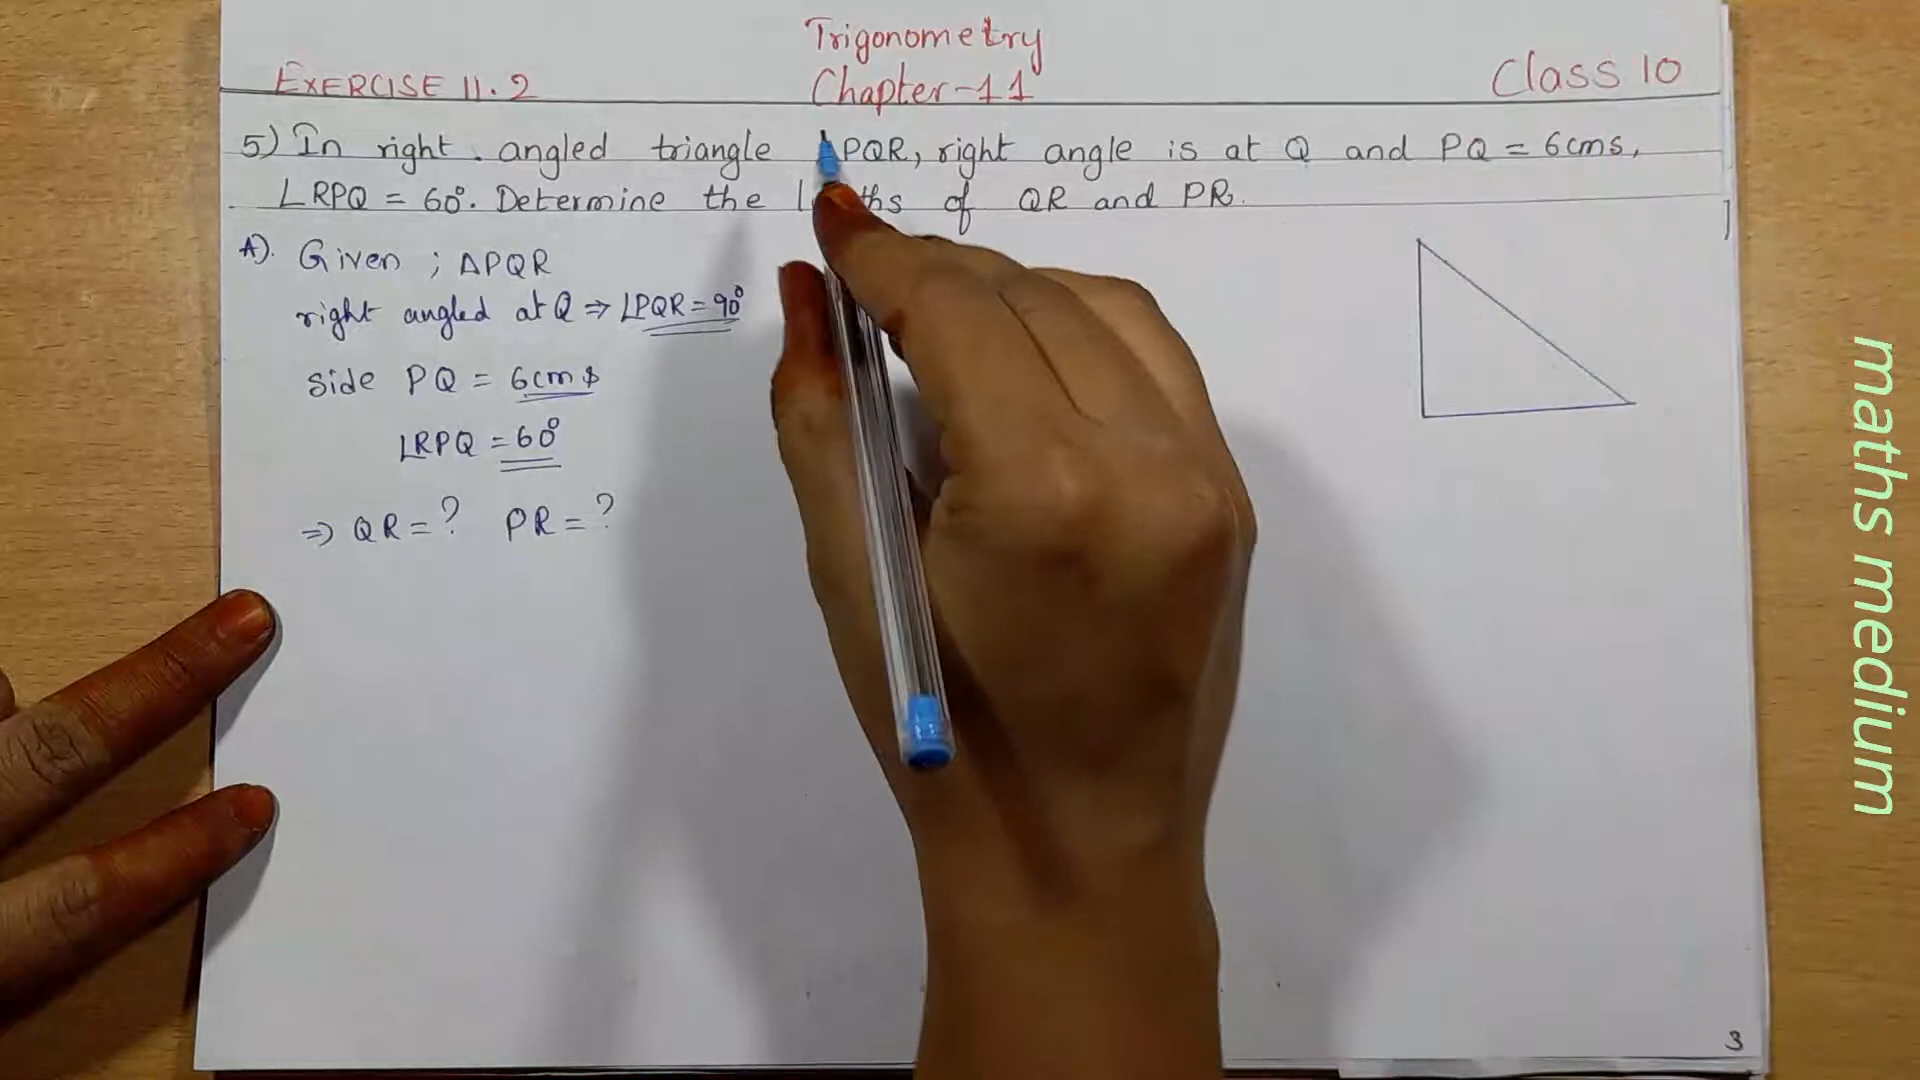 Trigonometry
EXERCISE 11.2 Chapter-11 Class 10
5) In right angled triangle PQR, right angle is at Q and PQ = 6cms,
∠RPQ = 60°. Determine the of QR and PR.
A). Given ; ΔPQR
right angled at Q ⇒ ∠PQR = 90°
side PQ = 6cms
∠RPQ = 60°
⇒ QR = ? PR = ?
maths medium
3